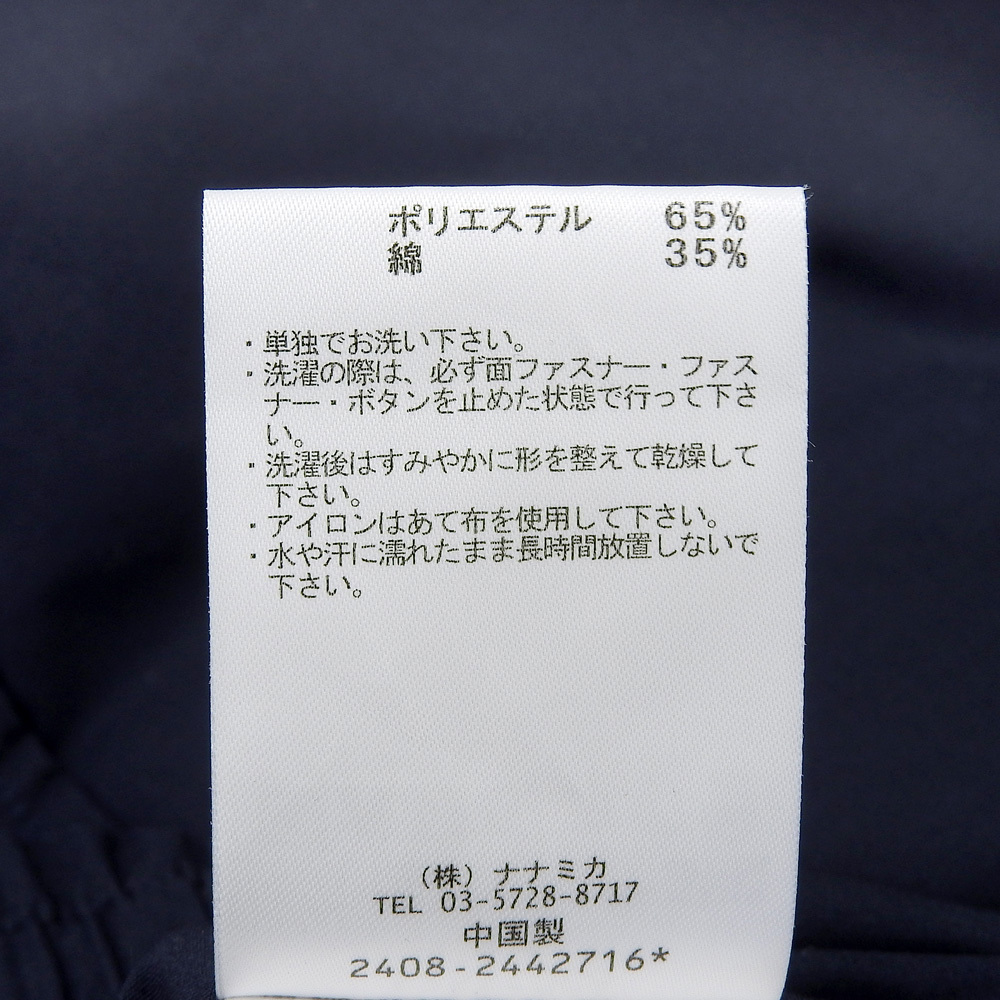 ポリエステル 65%
綿 35%
・単独でお洗い下さい。
・洗濯の際は、必ず面ファスナー・ファス
ナー・ボタンを止めた状態で行って下さ
い。
・洗濯後はすみやかに形を整えて乾燥して
下さい。
・アイロンはあて布を使用して下さい。
・水や汗に濡れたまま長時間放置しないで
下さい。
（株）ナナミカ
TEL 03-5728-8717
中国製
2408-2442716*